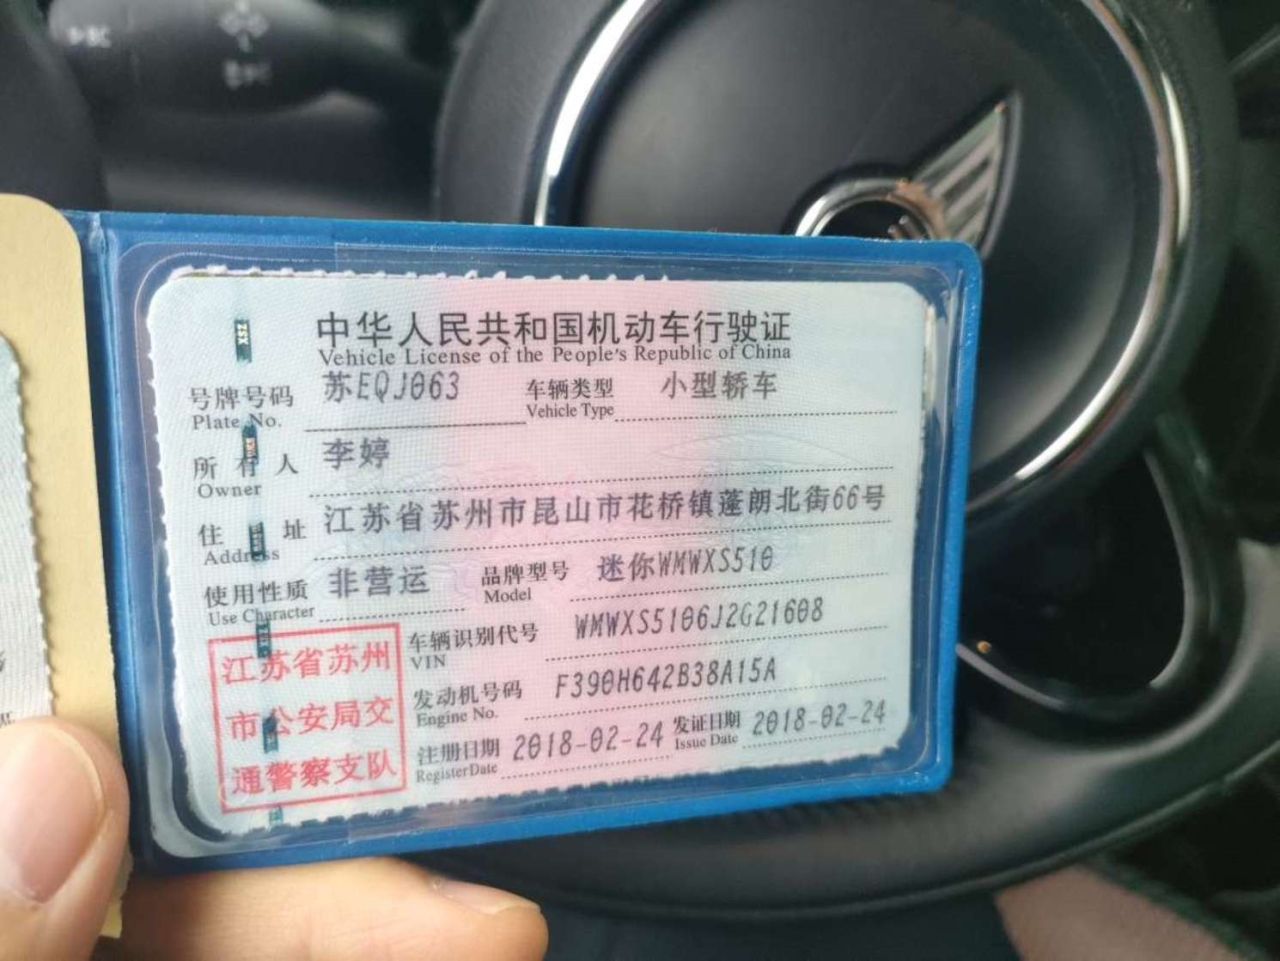 中华人民共和国机动车行驶证
Vehicle License of the People's Republic of China
号牌号码 苏EQJ063 车辆类型 小型轿车
Plate No. Vehicle Type
所有人 李婷
Owner
住址 江苏省苏州市昆山市花桥镇蓬朗北街66号
Address
使用性质 非营运 品牌型号 迷你WMWXS510
Use Character Model
车辆识别代号 WMWXS5106J2G21608
VIN
发动机号码 F390H642B38A15A
Engine No.
注册日期 2018-02-24 发证日期 2018-02-24
Register Date Issue Date
江苏省苏州
市公安局交
通警察支队